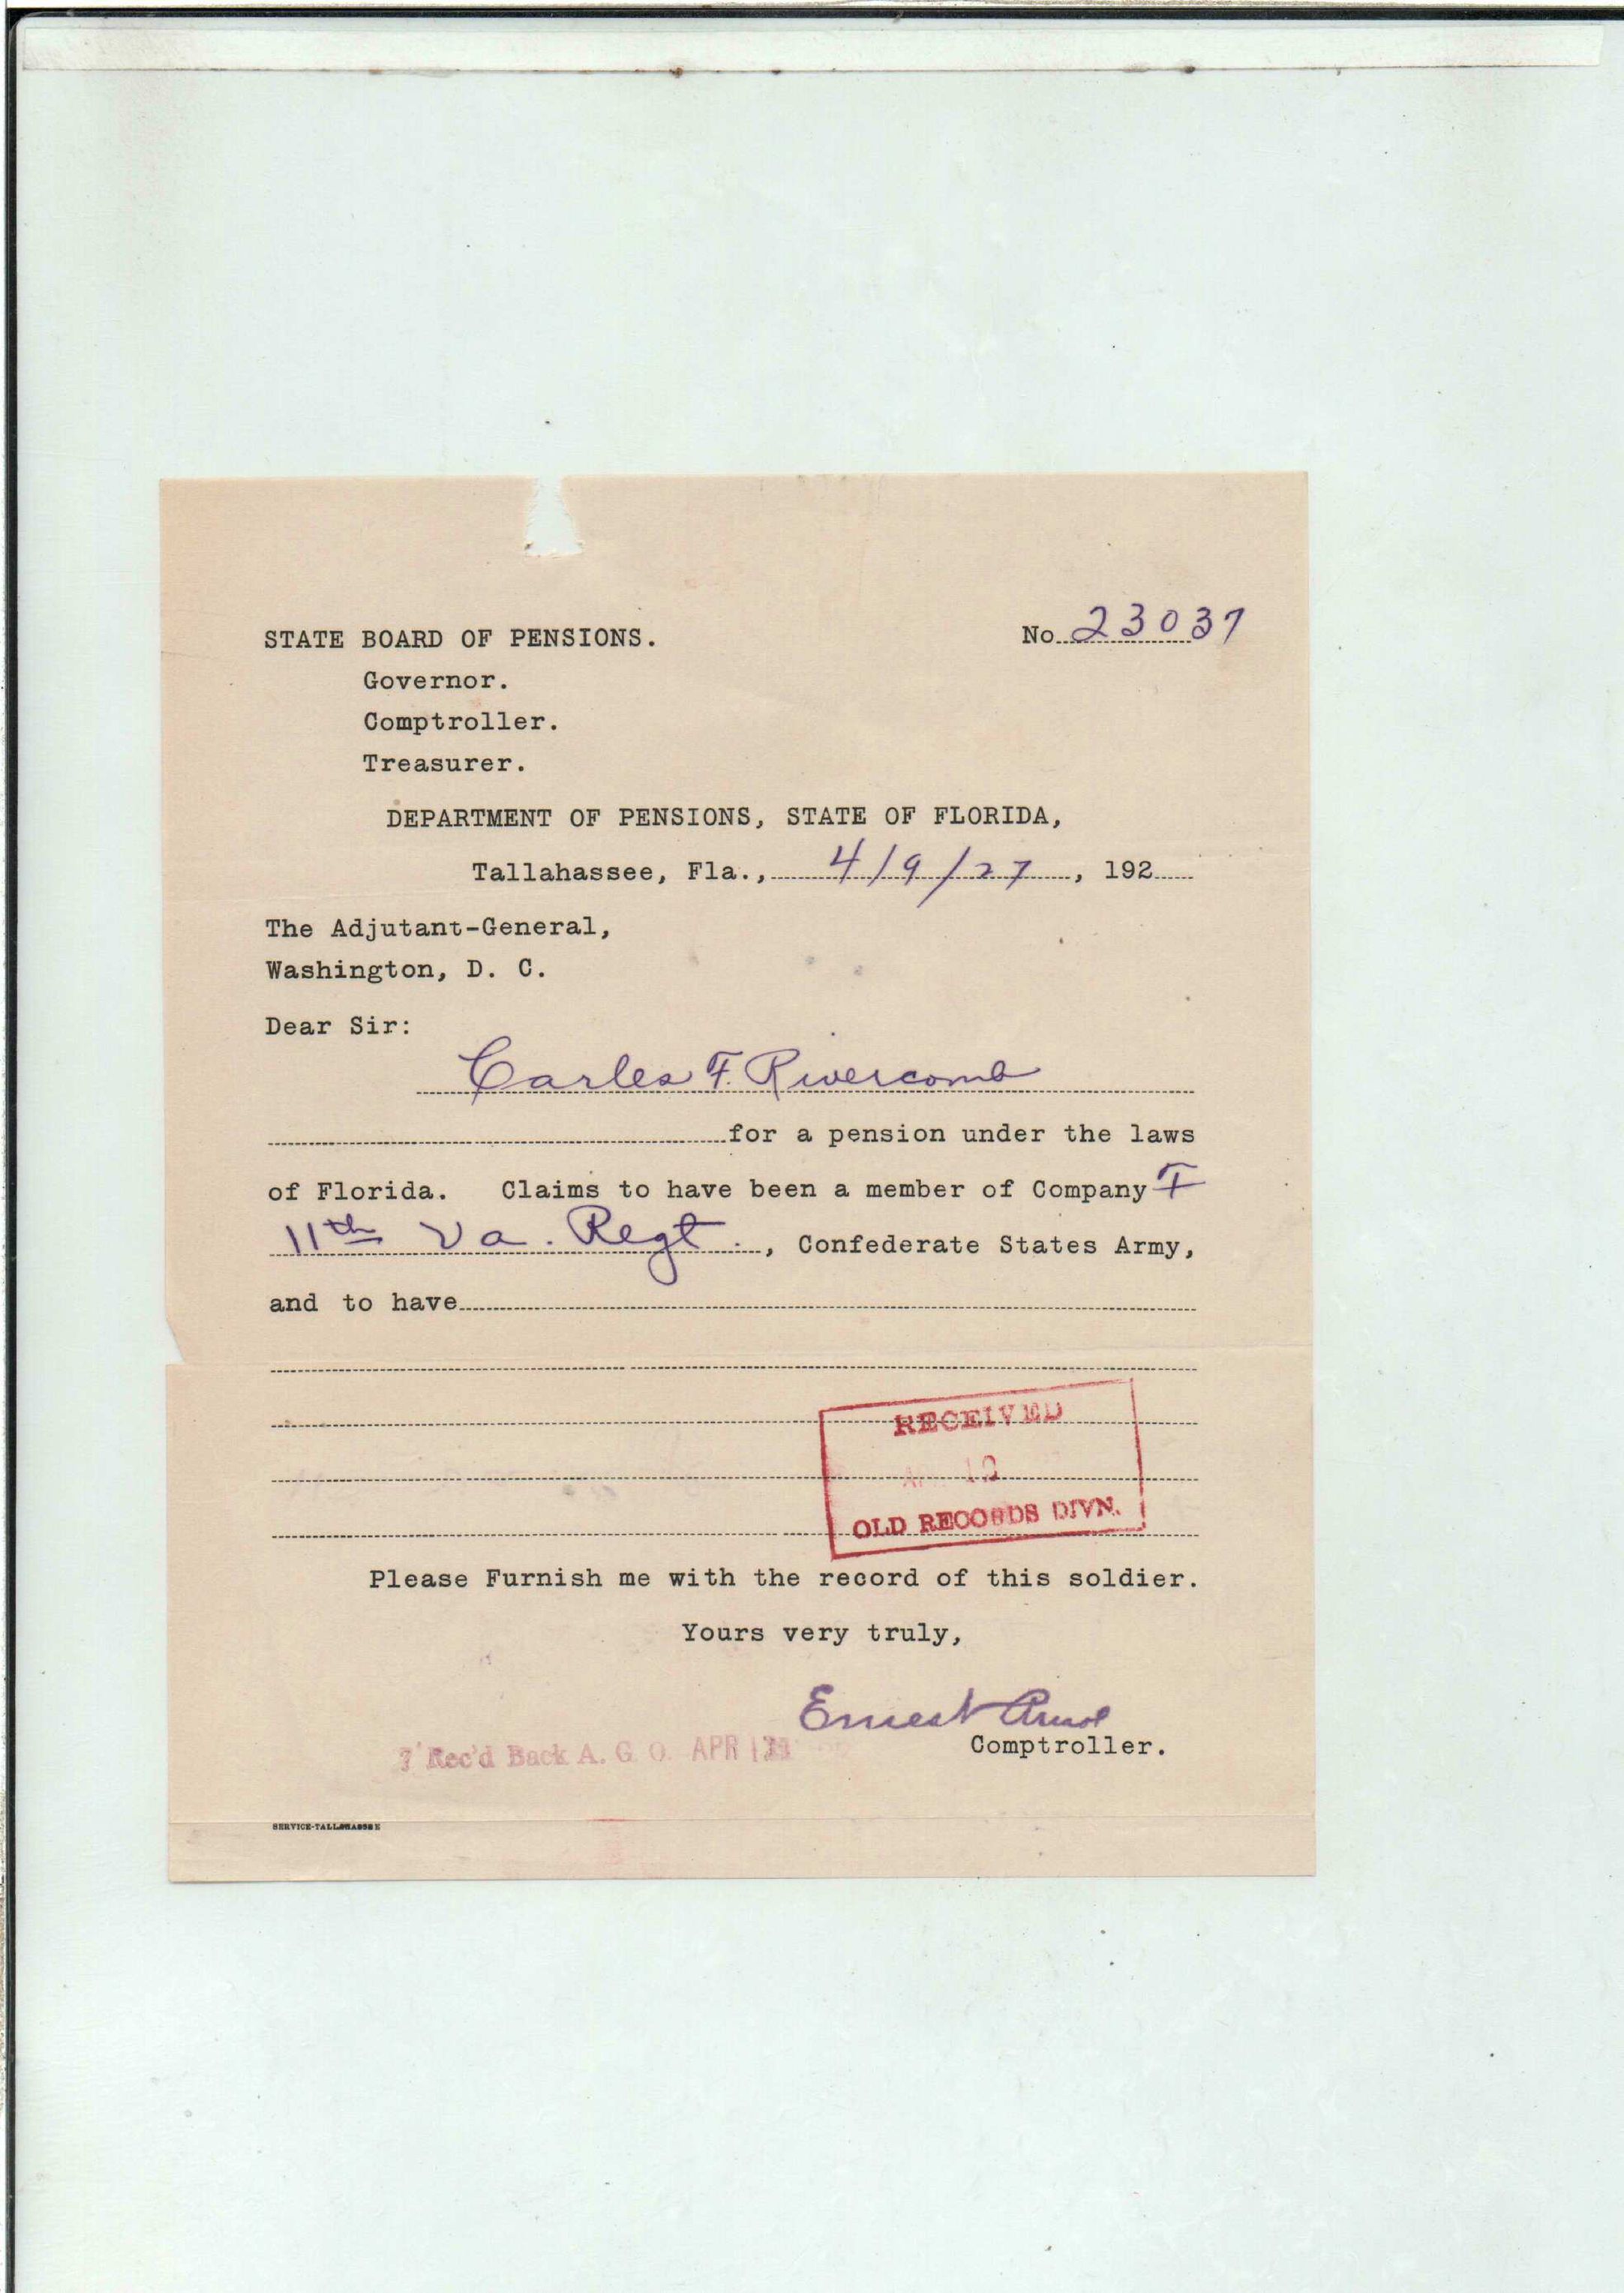 STATE BOARD OF PENSIONS.
No. 23037
Governor.
Comptroller.
Treasurer.
DEPARTMENT OF PENSIONS, STATE OF FLORIDA,
Tallahassee, Fla., 4/9/27, 192
The Adjutant-General,
Washington, D. C.
Dear Sir:
Carles F. Rivercomb
for a pension under the laws
of Florida. Claims to have been a member of Company F
11th Va. Regt., Confederate States Army,
and to have
RECEIVED
OLD RECORDS DIVN.
Please Furnish me with the record of this soldier.
Yours very truly,
Ernest Amos
Comptroller.
Rec'd Back A. G. O. APR
SERVICE-TALLAHASSEE